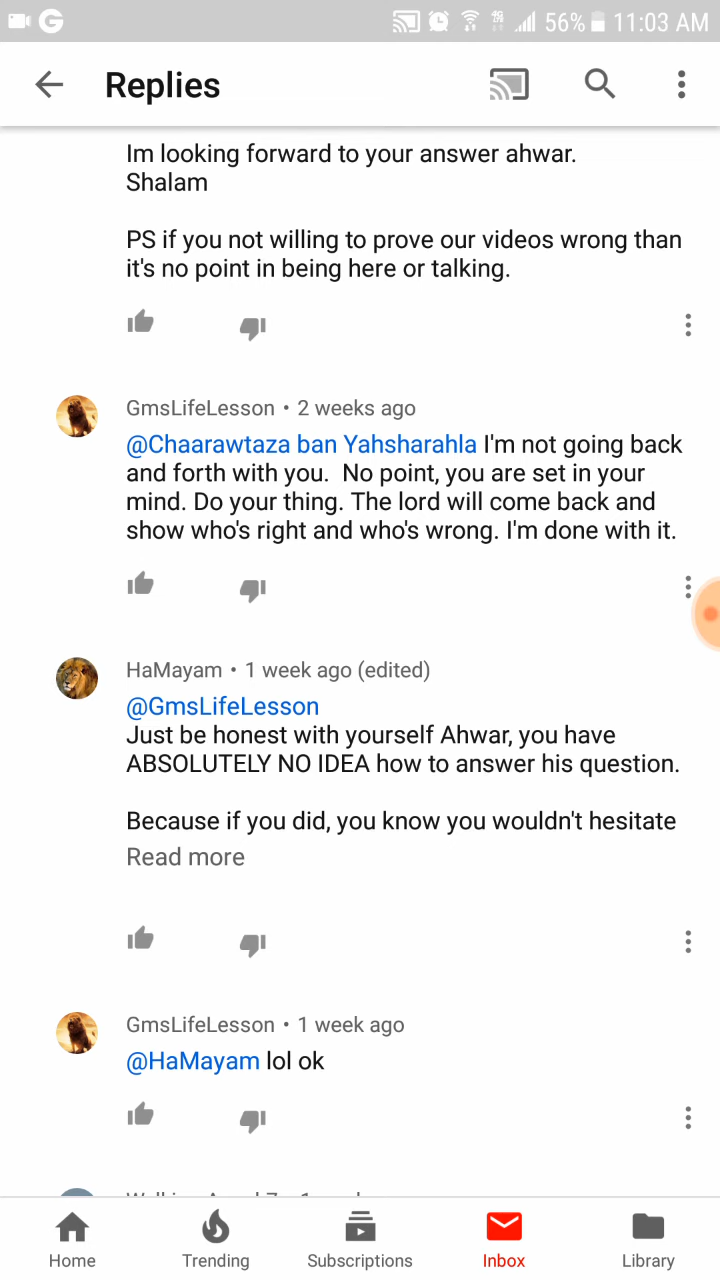 G 4G 56% 11:03 AM
Replies
Im looking forward to your answer ahwar.
Shalam
PS if you not willing to prove our videos wrong than
it's no point in being here or talking.
GmsLifeLesson • 2 weeks ago
@Chaarawtaza ban Yahsharahla I'm not going back
and forth with you.  No point, you are set in your
mind. Do your thing. The lord will come back and
show who's right and who's wrong. I'm done with it.
HaMayam • 1 week ago (edited)
@GmsLifeLesson
Just be honest with yourself Ahwar, you have
ABSOLUTELY NO IDEA how to answer his question.
Because if you did, you know you wouldn't hesitate
Read more
GmsLifeLesson • 1 week ago
@HaMayam lol ok
Home Trending Subscriptions Inbox Library